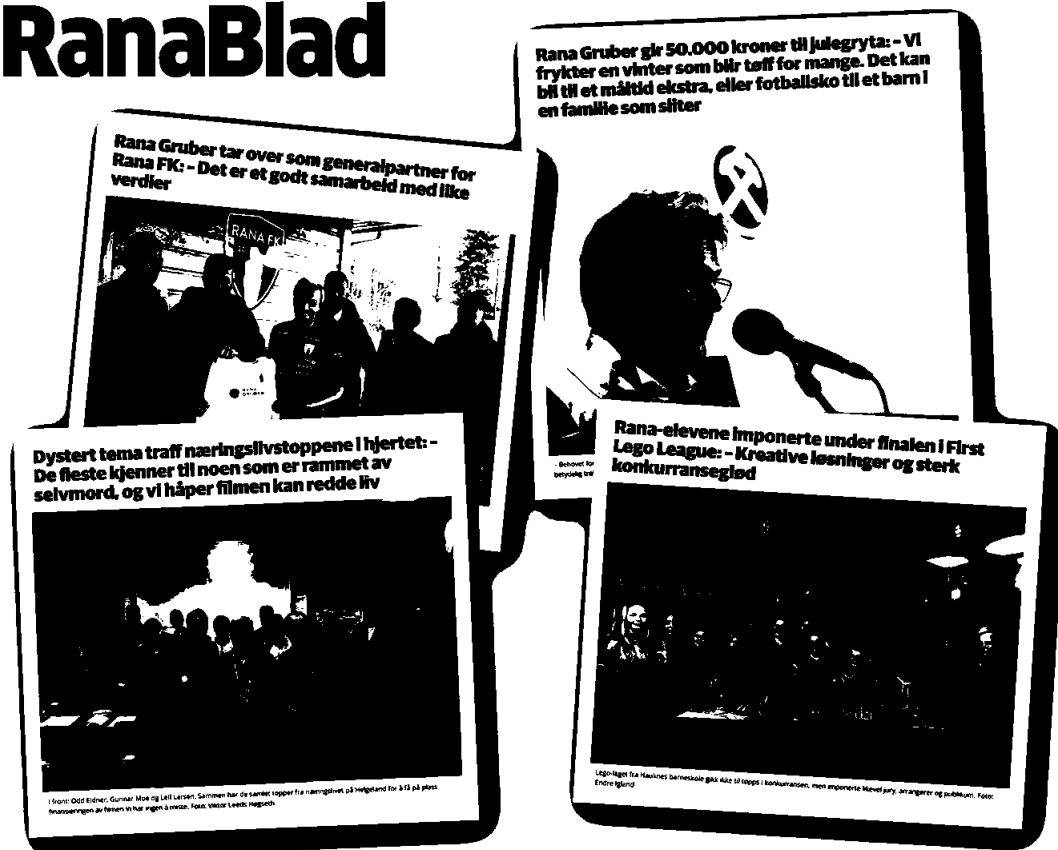 RanaBlad
Rana Gruber gir 50.000 kroner til julegryta: – Vi
frykter en vinter som blir tøff for mange. Det kan
bli til et måltid ekstra, eller fotballsko til et barn i
en familie som sliter
Rana Gruber tar over som generalpartner for
Rana FK: – Det er et godt samarbeid med like
verdier
RANA FK
RANA
GRUBER
- Behovet for
betydelig
Dystert tema traff næringslivstoppene i hjertet: –
De fleste kjenner til noen som er rammet av
selvmord, og vi håper filmen kan redde liv
I front: Odd Eidner, Gunnar Moe og Leif Larsen. Sammen har de samlet topper fra næringslivet på Helgeland for å få på plass
finansieringen av filmen Vi har ingen å miste. Foto: Viktor Leeds Høgseth
Rana-elevene imponerte under finalen i First
Lego League: – Kreative løsninger og sterk
konkurranseglød
Lego-laget fra Hauknes barneskole gikk ikke til topps i konkurransen, men imponerte likevel jury, arrangører og publikum. Foto:
Endre Igland